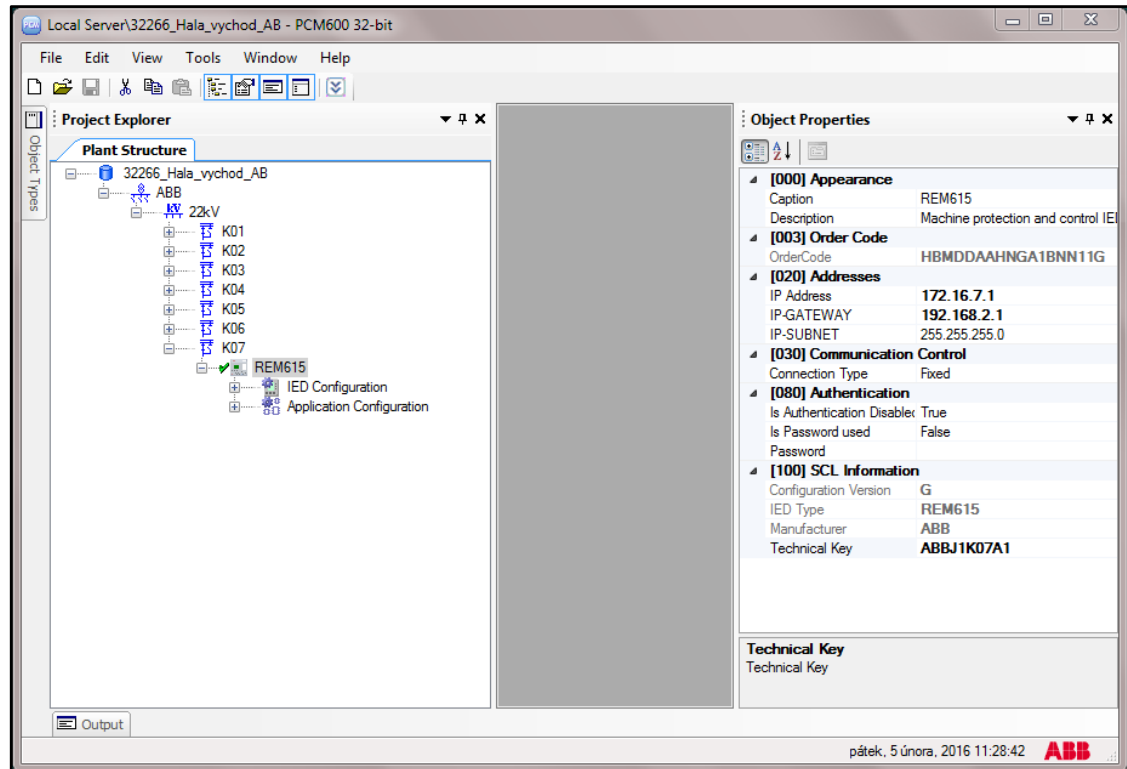 Local Server\32266_Hala_vychod_AB - PCM600 32-bit
File Edit View Tools Window Help
Object Types
Project Explorer
Plant Structure
32266_Hala_vychod_AB
ABB
22kV
K01
K02
K03
K04
K05
K06
K07
REM615
IED Configuration
Application Configuration
Object Properties
[000] Appearance
Caption REM615
Description Machine protection and control IEI
[003] Order Code
OrderCode HBMDDAAHNGA1BNN11G
[020] Addresses
IP Address 172.16.7.1
IP-GATEWAY 192.168.2.1
IP-SUBNET 255.255.255.0
[030] Communication Control
Connection Type Fixed
[080] Authentication
Is Authentication Disabled True
Is Password used False
Password
[100] SCL Information
Configuration Version G
IED Type REM615
Manufacturer ABB
Technical Key ABBJ1K07A1
Technical Key
Technical Key
Output
pátek, 5 února, 2016 11:28:42 ABB